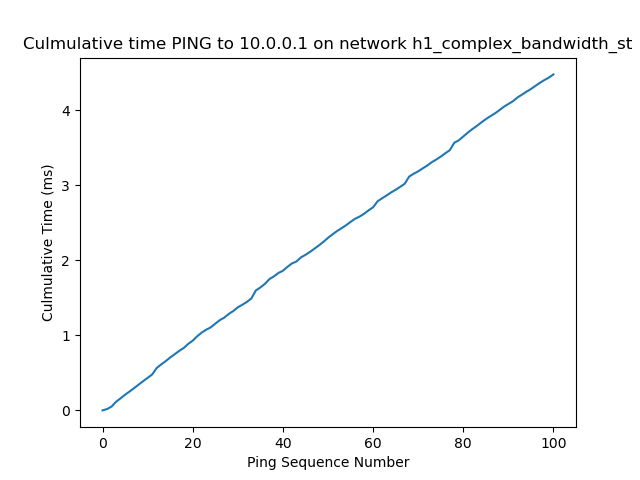 Culmulative time PING to 10.0.0.1 on network h1_complex_bandwidth_st
Culmulative Time (ms)
4
3
2
1
0
0 20 40 60 80 100
Ping Sequence Number